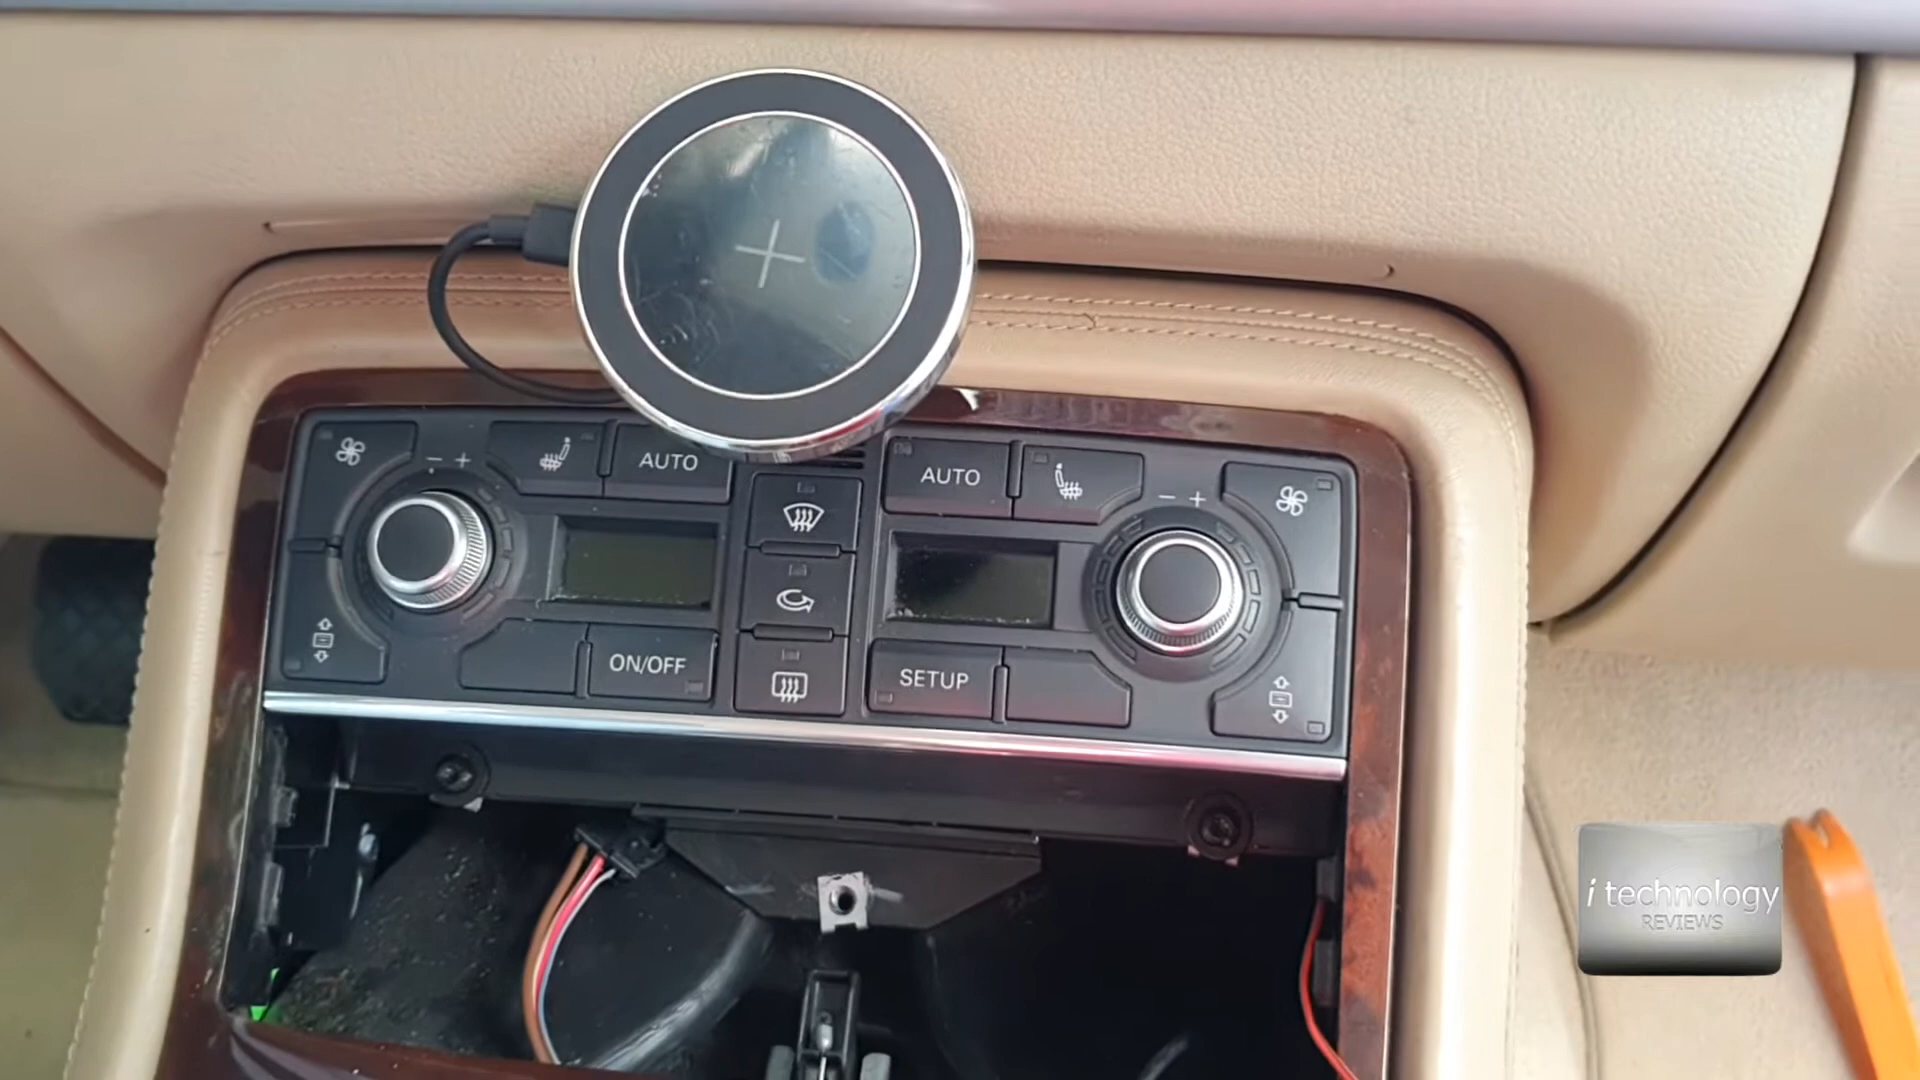 AUTO
AUTO
ON/OFF
SETUP
i technology
REVIEWS